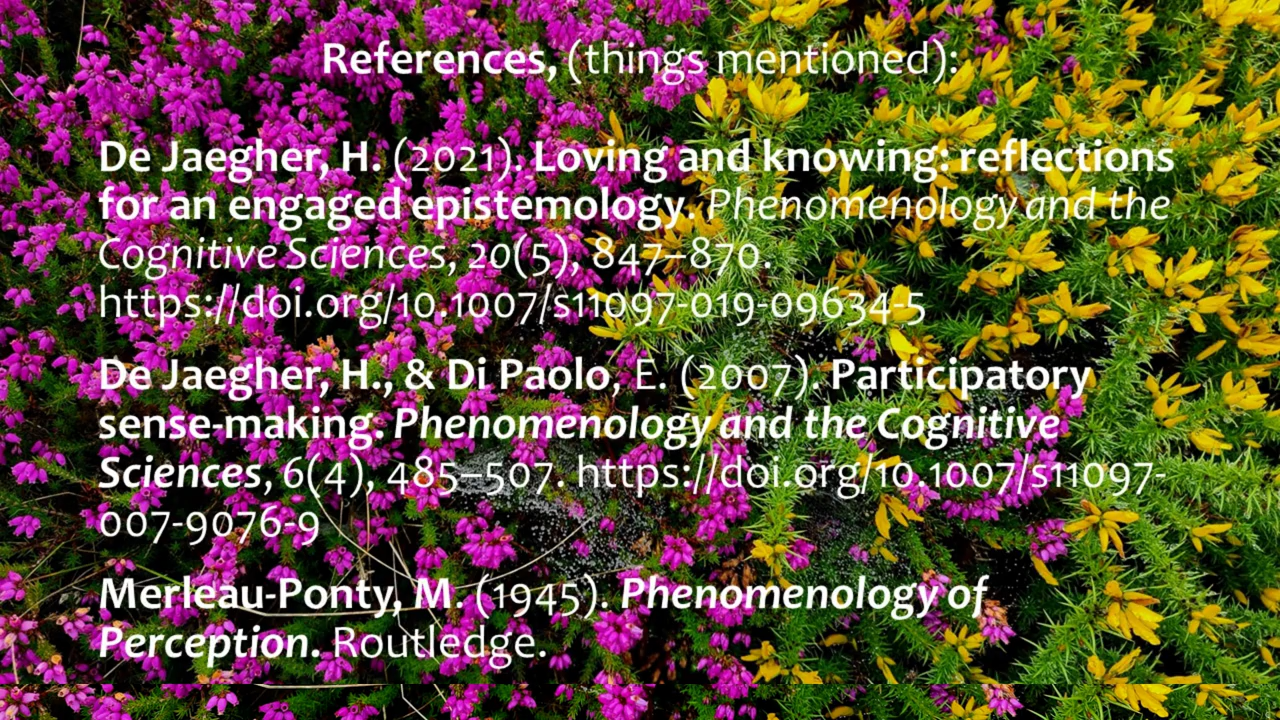 References, (things mentioned):
De Jaegher, H. (2021). Loving and knowing: reflections
for an engaged epistemology. Phenomenology and the
Cognitive Sciences, 20(5), 847–870.
https://doi.org/10.1007/s11097-019-09634-5
De Jaegher, H., & Di Paolo, E. (2007). Participatory
sense-making. Phenomenology and the Cognitive
Sciences, 6(4), 485–507. https://doi.org/10.1007/s11097-
007-9076-9
Merleau-Ponty, M. (1945). Phenomenology of
Perception. Routledge.